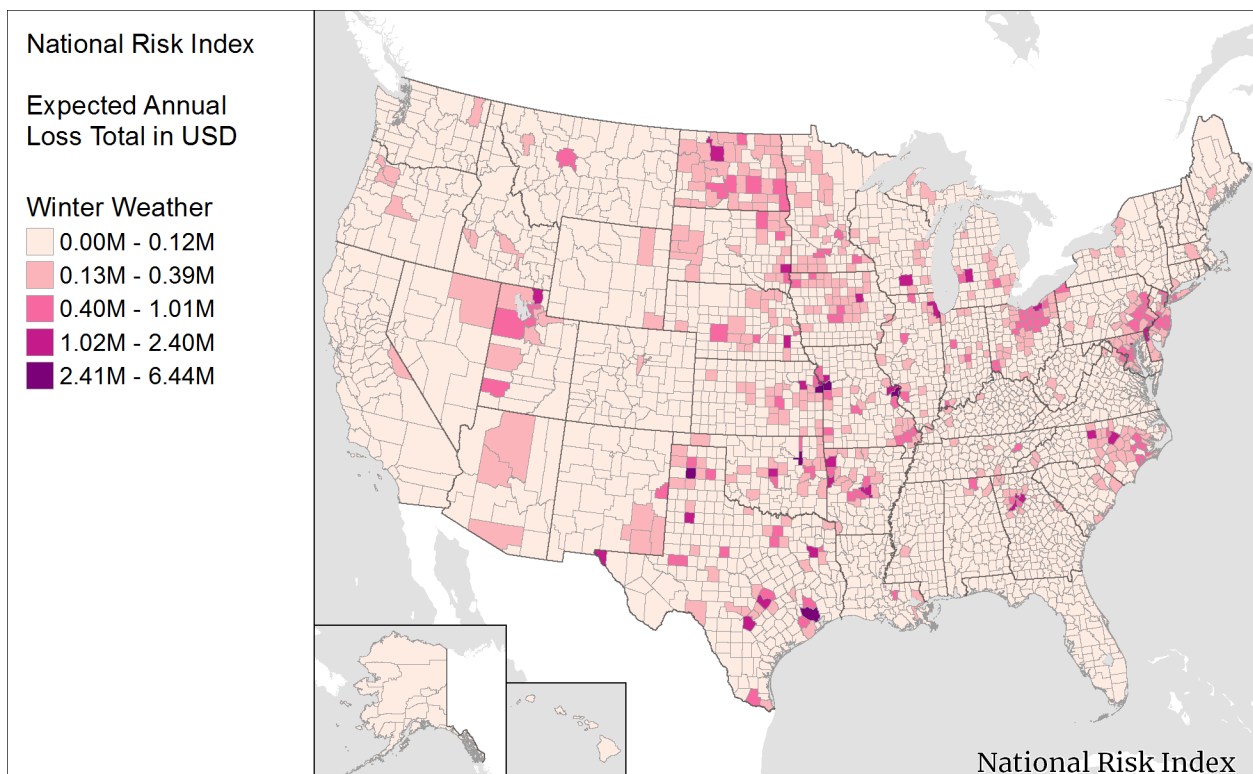 National Risk Index
Expected Annual
Loss Total in USD
Winter Weather
0.00M - 0.12M
0.13M - 0.39M
0.40M - 1.01M
1.02M - 2.40M
2.41M - 6.44M
National Risk Index